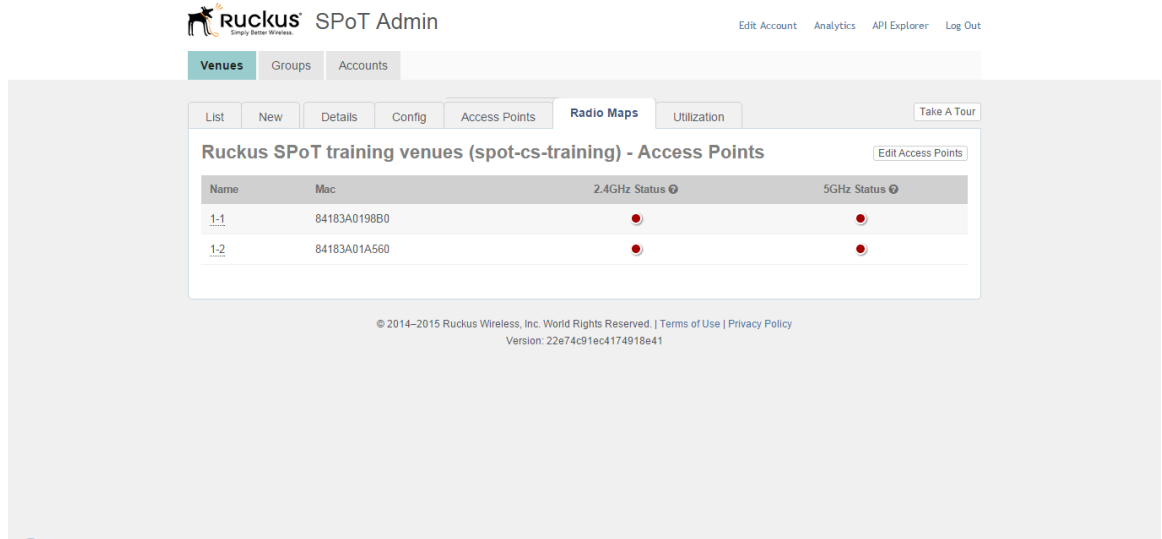 Ruckus® SPoT Admin
Simply Better Wireless.
Edit Account Analytics API Explorer Log Out
Venues Groups Accounts
List New Details Config Access Points Radio Maps Utilization Take A Tour
Ruckus SPoT training venues (spot-cs-training) - Access Points Edit Access Points
Name Mac 2.4GHz Status ? 5GHz Status ?
1-1 84183A0198B0
1-2 84183A01A560
© 2014–2015 Ruckus Wireless, Inc. World Rights Reserved. | Terms of Use | Privacy Policy
Version: 22e74c91ec4174918e41